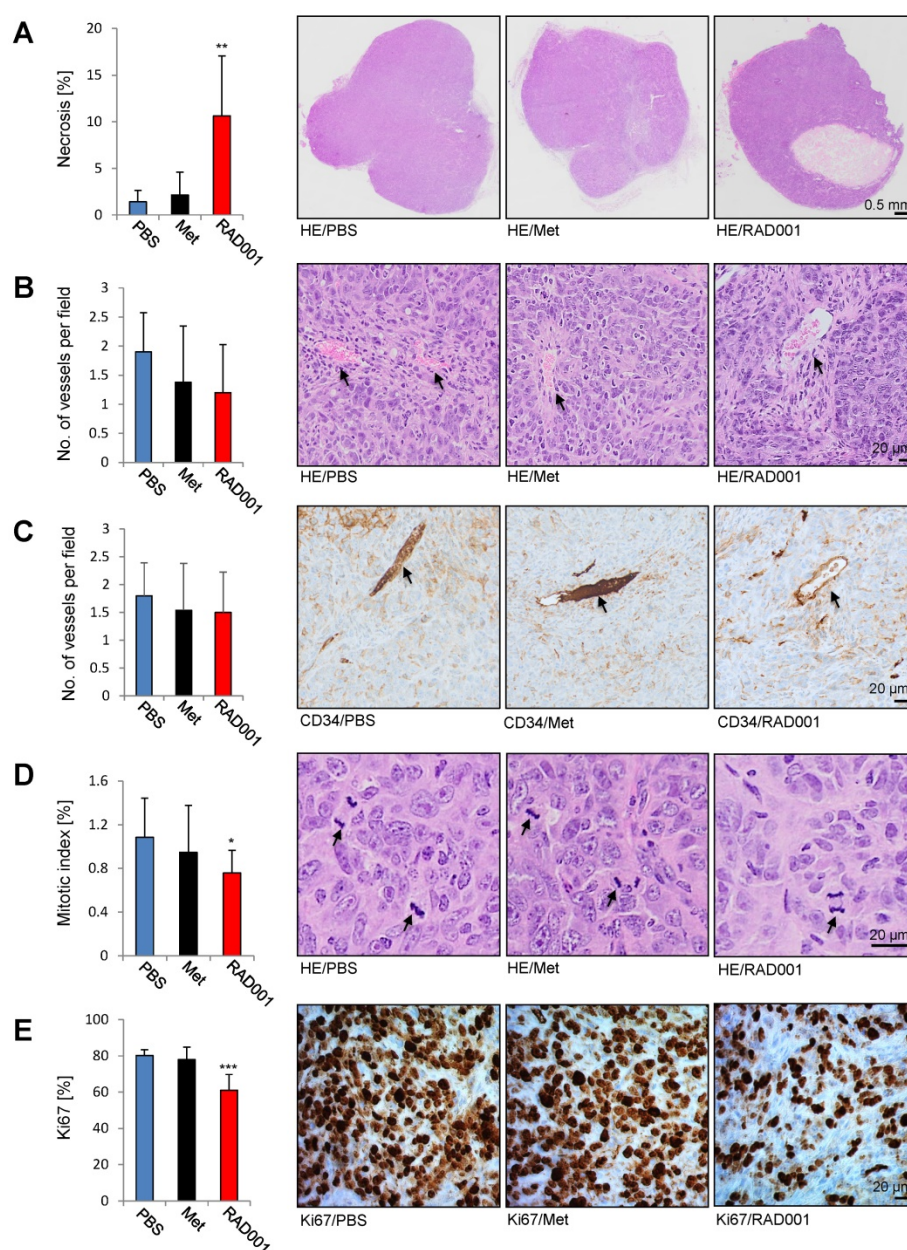 A
Necrosis [%]
20
15
10
5
0
**
PBS
Met
RAD001
HE/PBS
HE/Met
HE/RAD001
0.5 mm
B
No. of vessels per field
3
2.5
2
1.5
1
0.5
0
PBS
Met
RAD001
HE/PBS
HE/Met
HE/RAD001
20 µm
C
No. of vessels per field
3
2.5
2
1.5
1
0.5
0
PBS
Met
RAD001
CD34/PBS
CD34/Met
CD34/RAD001
20 µm
D
Mitotic index [%]
1.6
1.2
0.8
0.4
0
*
PBS
Met
RAD001
HE/PBS
HE/Met
HE/RAD001
20 µm
E
Ki67 [%]
100
80
60
40
20
0
***
PBS
Met
RAD001
Ki67/PBS
Ki67/Met
Ki67/RAD001
20 µm